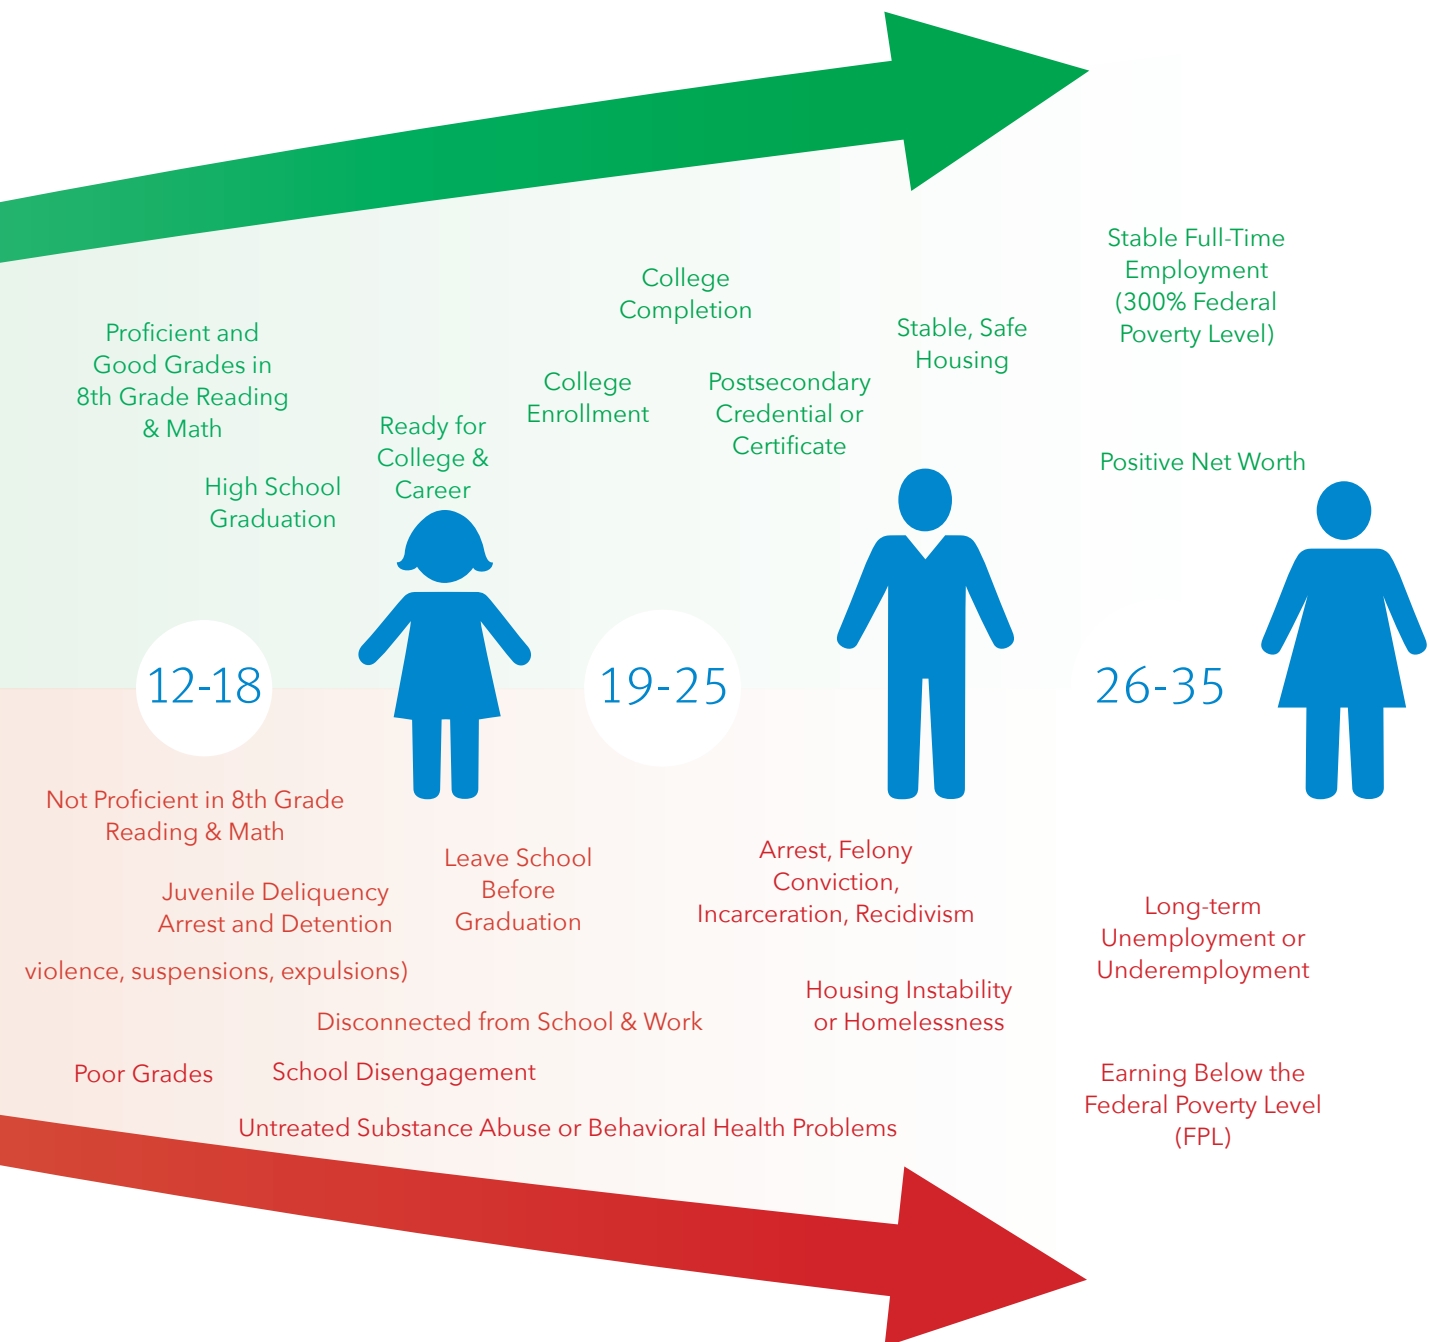 Stable Full-Time
Employment
(300% Federal
Poverty Level)
College
Completion
Stable, Safe
Housing
Proficient and
Good Grades in
8th Grade Reading
& Math
College
Enrollment
Postsecondary
Credential or
Certificate
Ready for
College &
Career
Positive Net Worth
High School
Graduation
12-18
19-25
26-35
Not Proficient in 8th Grade
Reading & Math
Leave School
Before
Graduation
Arrest, Felony
Conviction,
Incarceration, Recidivism
Juvenile Deliquency
Arrest and Detention
Long-term
Unemployment or
Underemployment
violence, suspensions, expulsions)
Housing Instability
or Homelessness
Disconnected from School & Work
Poor Grades
School Disengagement
Earning Below the
Federal Poverty Level
(FPL)
Untreated Substance Abuse or Behavioral Health Problems